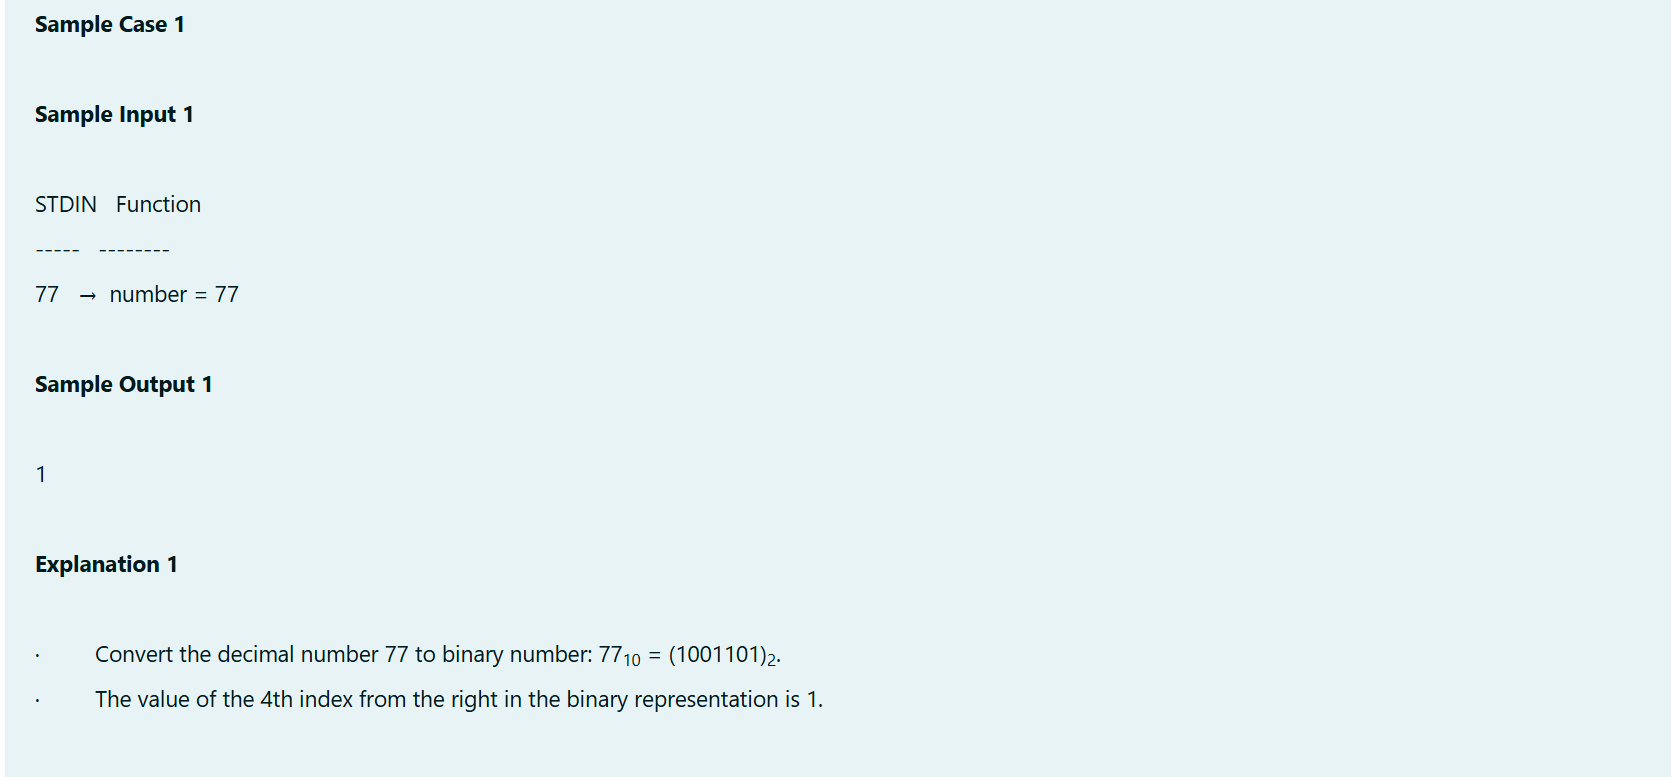 Sample Case 1
Sample Input 1
STDIN   Function
-----   --------
77   →  number = 77
Sample Output 1
1
Explanation 1
·        Convert the decimal number 77 to binary number: 77₁₀ = (1001101)₂.
·        The value of the 4th index from the right in the binary representation is 1.